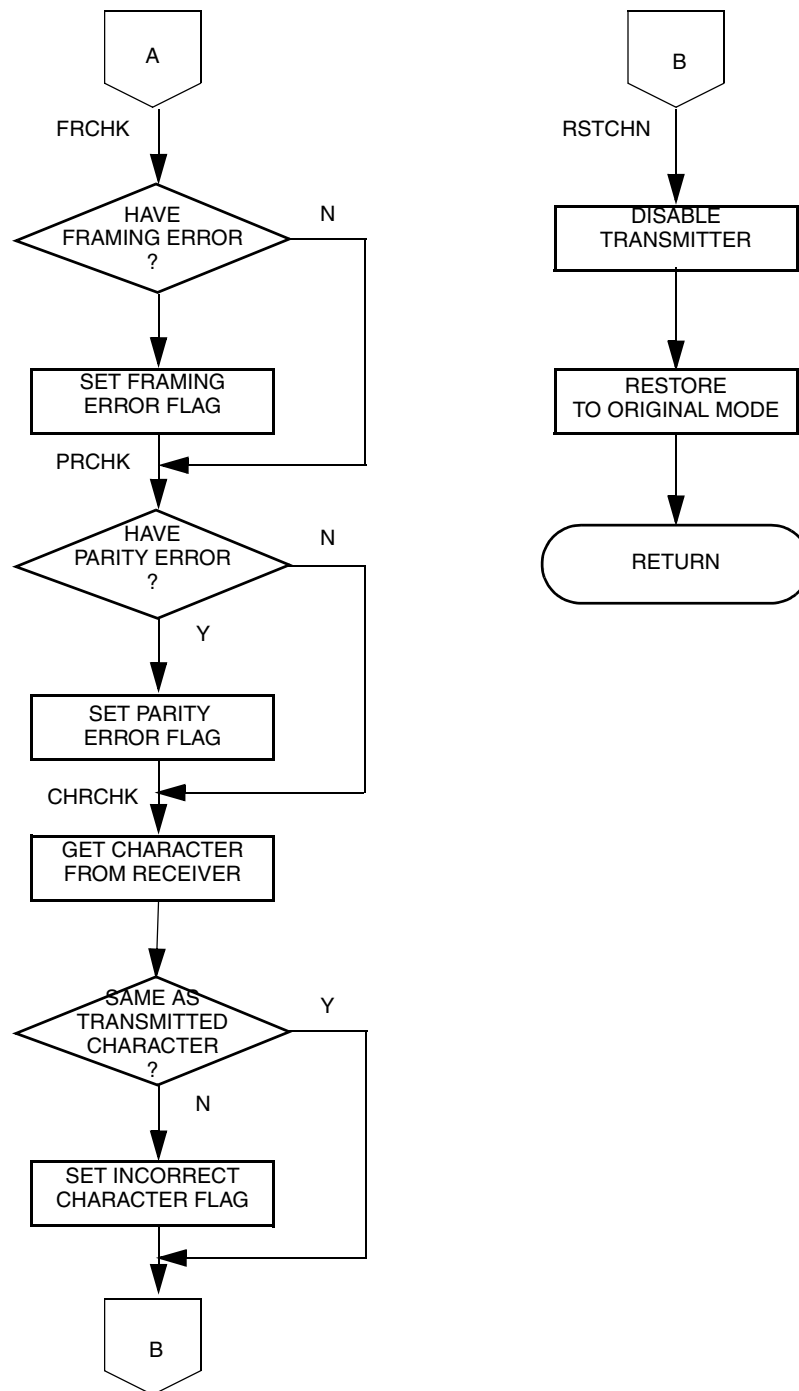 A
FRCHK
HAVE
FRAMING ERROR
?
N
SET FRAMING
ERROR FLAG
PRCHK
HAVE
PARITY ERROR
?
N
Y
SET PARITY
ERROR FLAG
CHRCHK
GET CHARACTER
FROM RECEIVER
SAME AS
TRANSMITTED
CHARACTER
?
Y
N
SET INCORRECT
CHARACTER FLAG
B
B
RSTCHN
DISABLE
TRANSMITTER
RESTORE
TO ORIGINAL MODE
RETURN